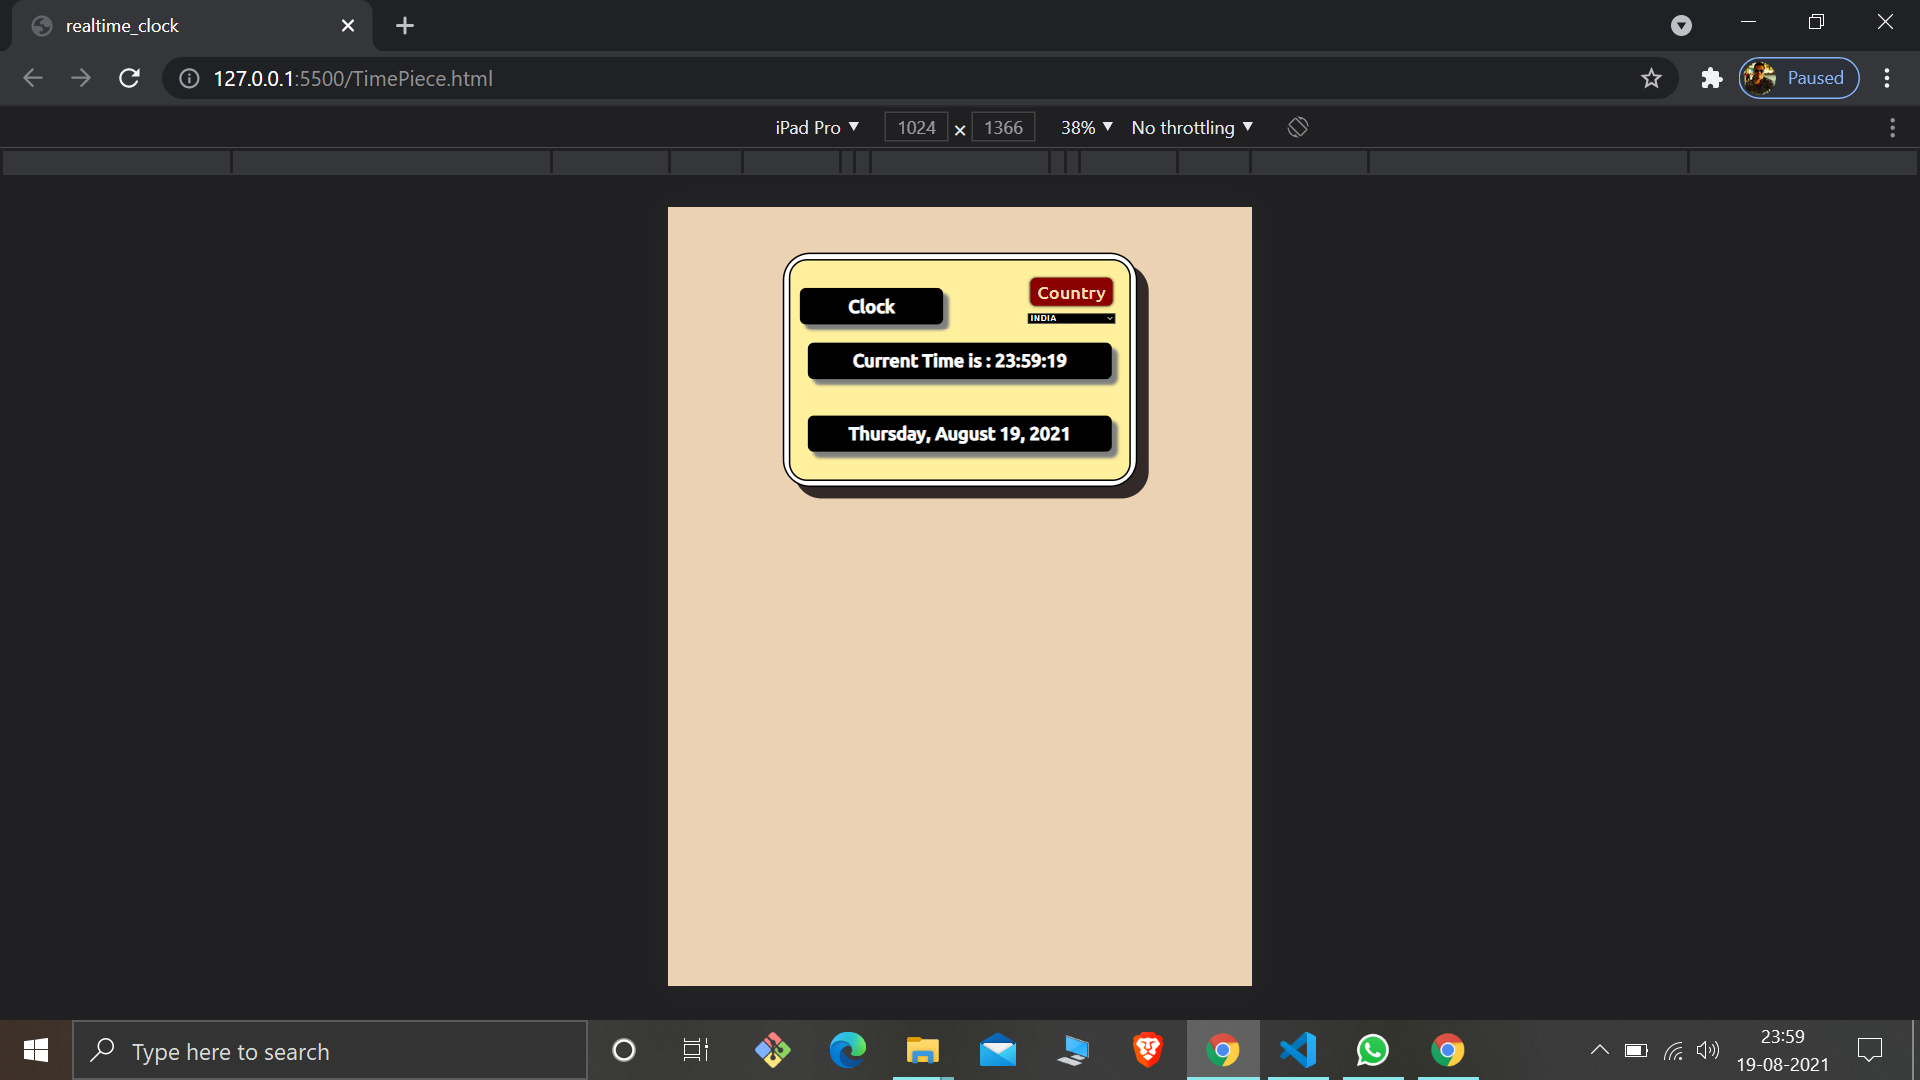 realtime_clock
127.0.0.1:5500/TimePiece.html
Paused
iPad Pro 1024 × 1366 38% No throttling
Country
Clock
INDIA
Current Time is : 23:59:19
Thursday, August 19, 2021
Type here to search
23:59
19-08-2021